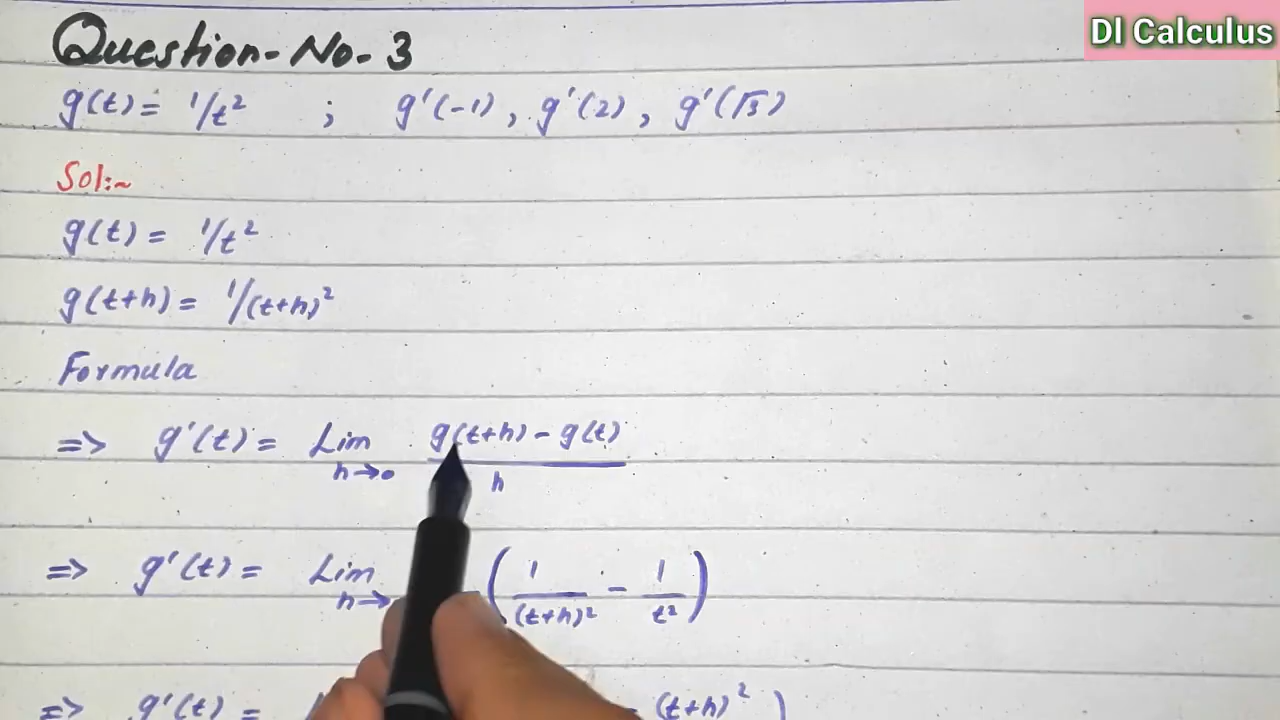 DI Calculus
Question-No-3
g(t)= 1/t² ; g'(-1), g'(2), g'(√3)
Sol:~
g(t) = 1/t²
g(t+h) = 1/(t+h)²
Formula
=> g'(t) = Lim h→0 g(t+h) - g(t) / h
=> g'(t) = Lim h→ (1/(t+h)² - 1/t²)
=> g'(t) = (t+h)² )